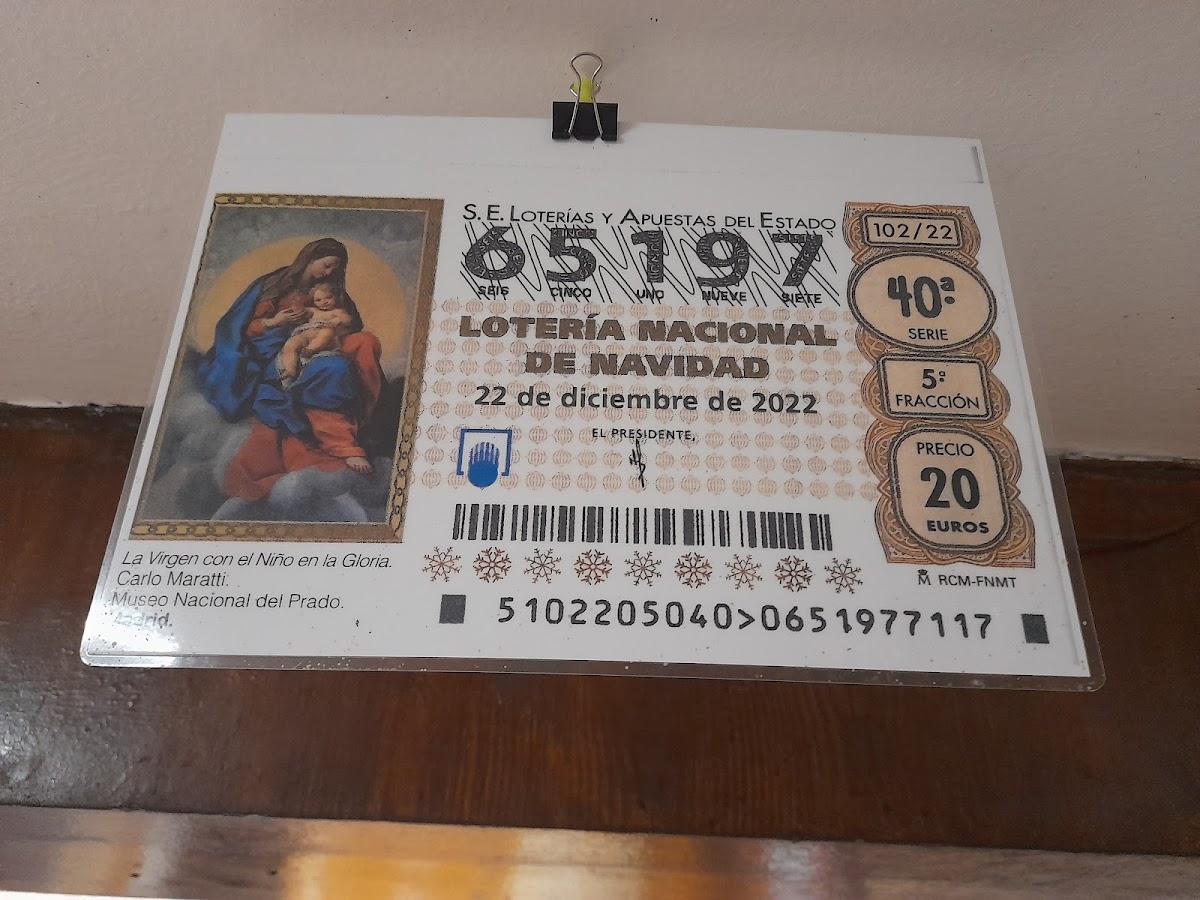 S. E. LOTERÍAS Y APUESTAS DEL ESTADO
65197
SEIS CINCO UNO NUEVE SIETE
LOTERÍA NACIONAL
DE NAVIDAD
22 de diciembre de 2022
EL PRESIDENTE,
102/22
40ª
SERIE
5ª
FRACCIÓN
PRECIO
20
EUROS
RCM-FNMT
La Virgen con el Niño en la Gloria.
Carlo Maratti.
Museo Nacional del Prado.
Madrid.
5102205040>0651977117